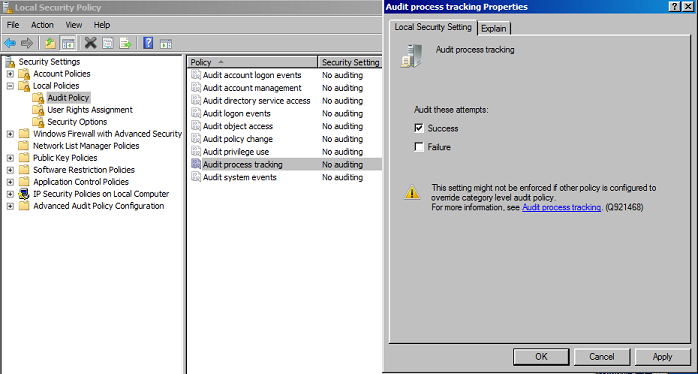 Local Security Policy
File Action View Help
Security Settings
Account Policies
Local Policies
Audit Policy
User Rights Assignment
Security Options
Windows Firewall with Advanced Security
Network List Manager Policies
Public Key Policies
Software Restriction Policies
Application Control Policies
IP Security Policies on Local Computer
Advanced Audit Policy Configuration
Policy Security Setting
Audit account logon events No auditing
Audit account management No auditing
Audit directory service access No auditing
Audit logon events No auditing
Audit object access No auditing
Audit policy change No auditing
Audit privilege use No auditing
Audit process tracking No auditing
Audit system events No auditing
Audit process tracking Properties
Local Security Setting Explain
Audit process tracking
Audit these attempts:
Success
Failure
This setting might not be enforced if other policy is configured to
override category level audit policy.
For more information, see Audit process tracking. (Q921468)
OK Cancel Apply